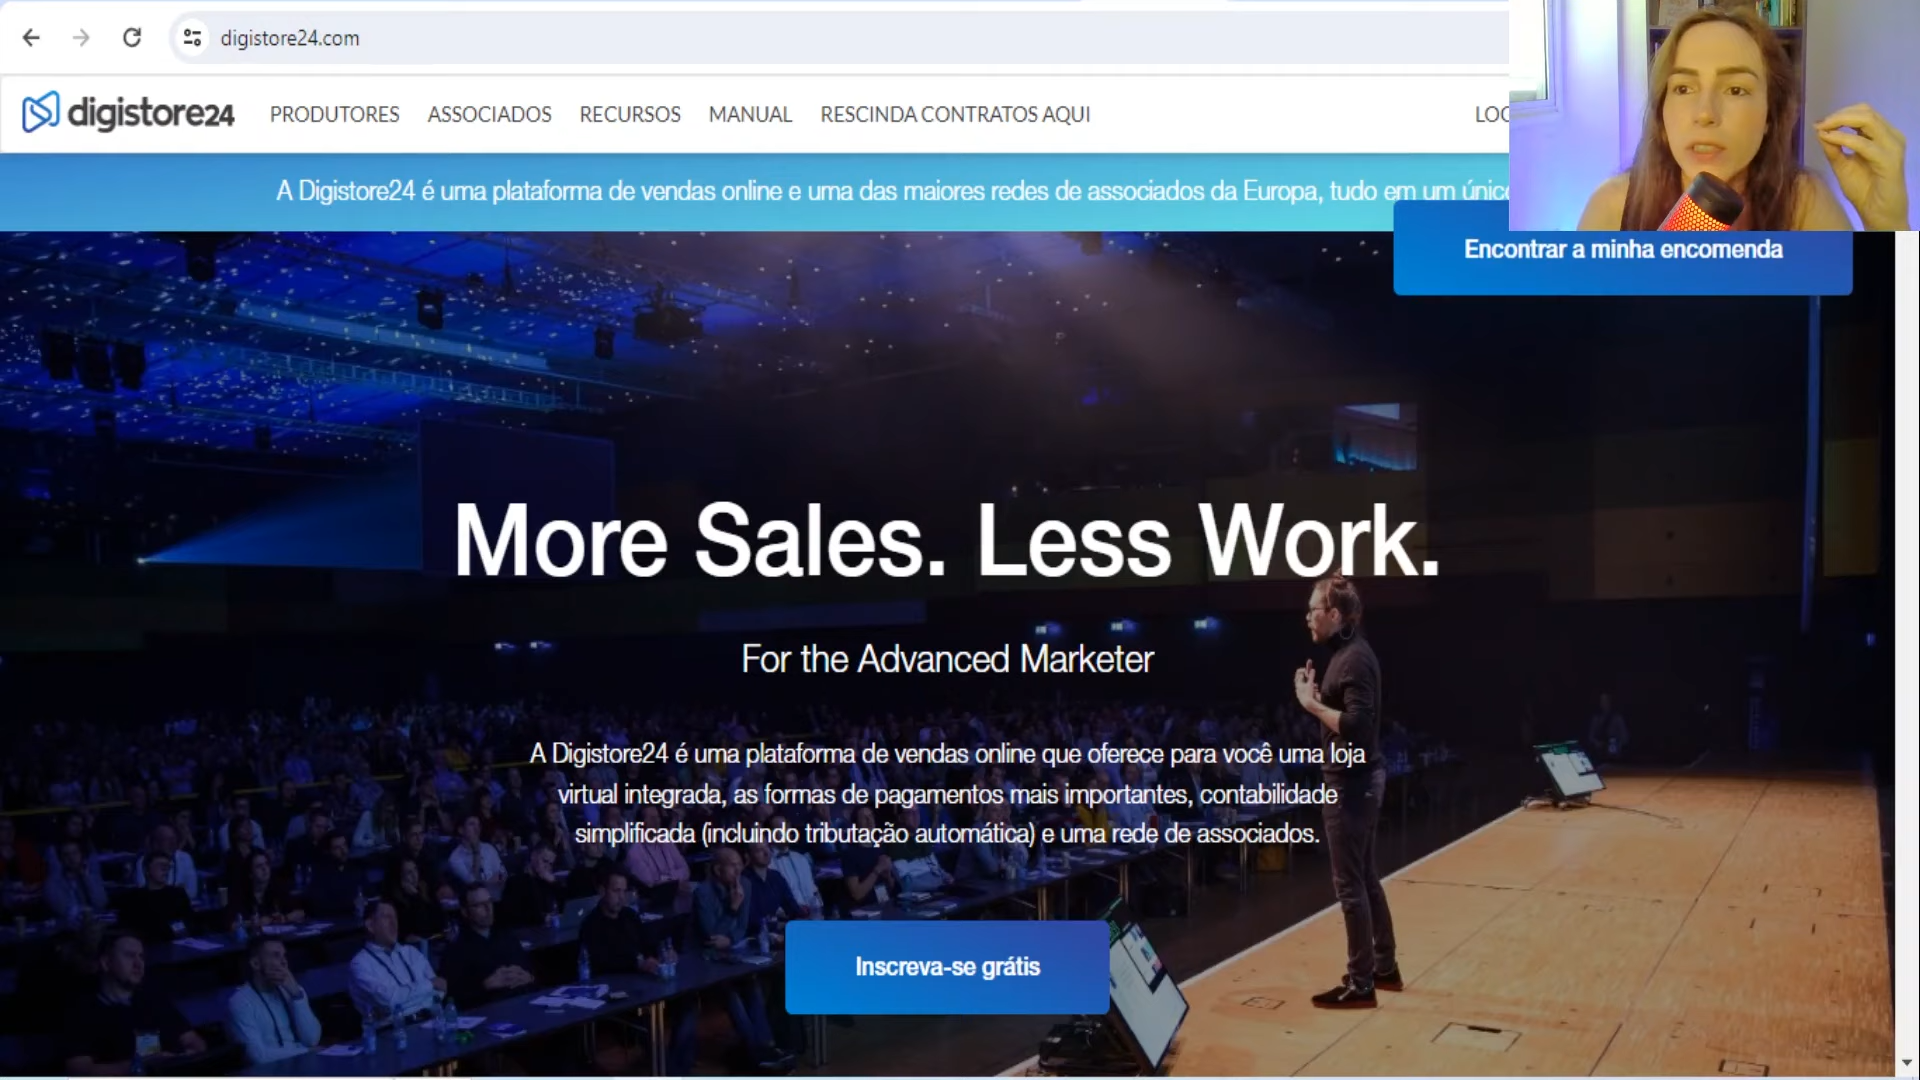 digistore24.com
digistore24
PRODUTORES
ASSOCIADOS
RECURSOS
MANUAL
RESCINDA CONTRATOS AQUI
A Digistore24 é uma plataforma de vendas online e uma das maiores redes de associados da Europa, tudo em um
Encontrar a minha encomenda
More Sales. Less Work.
For the Advanced Marketer
A Digistore24 é uma plataforma de vendas online que oferece para você uma loja
virtual integrada, as formas de pagamentos mais importantes, contabilidade
simplificada (incluindo tributação automática) e uma rede de associados.
Inscreva-se grátis